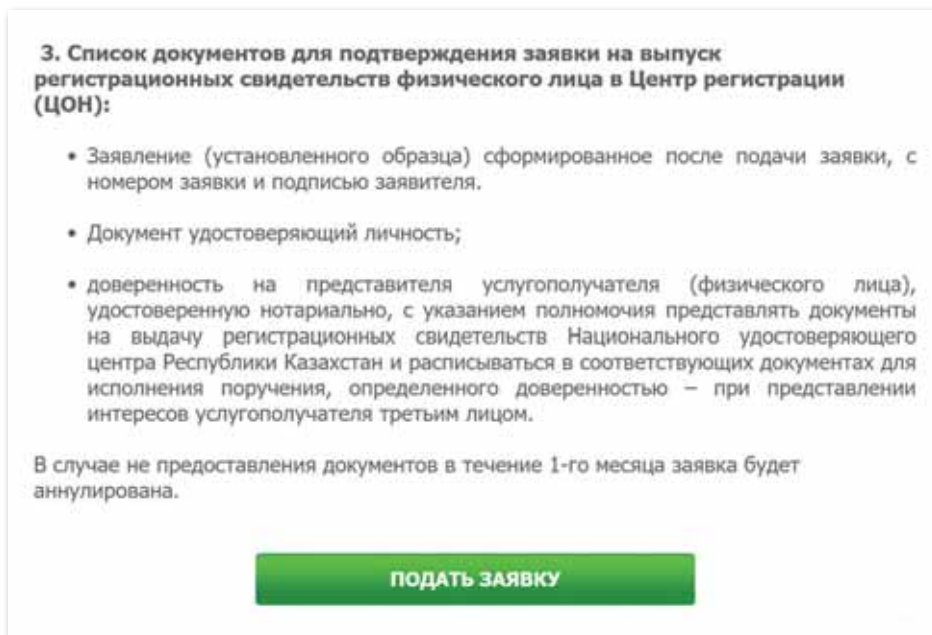 3. Список документов для подтверждения заявки на выпуск
регистрационных свидетельств физического лица в Центр регистрации
(ЦОН):
• Заявление (установленного образца) сформированное после подачи заявки, с
номером заявки и подписью заявителя.
• Документ удостоверяющий личность;
• доверенность на представителя услугополучателя (физического лица),
удостоверенную нотариально, с указанием полномочия представлять документы
на выдачу регистрационных свидетельств Национального удостоверяющего
центра Республики Казахстан и расписываться в соответствующих документах для
исполнения поручения, определенного доверенностью – при представлении
интересов услугополучателя третьим лицом.
В случае не предоставления документов в течение 1-го месяца заявка будет
аннулирована.
ПОДАТЬ ЗАЯВКУ